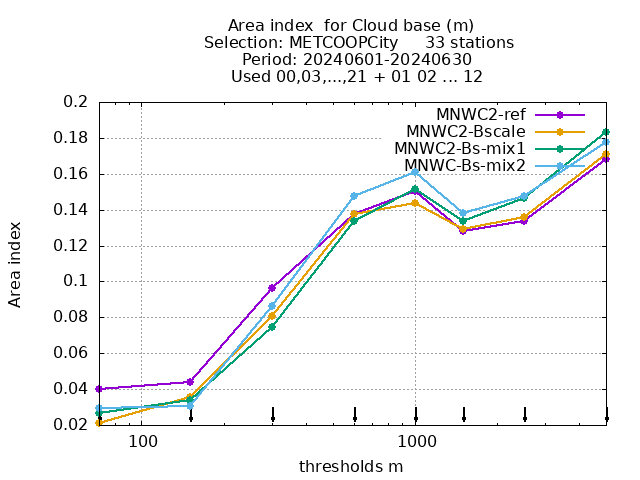 Area index  for Cloud base (m)
Selection: METCOOPCity     33 stations
Period: 20240601-20240630
Used 00,03,...,21 + 01 02 ... 12
MNWC2-ref
MNWC2-Bscale
MNWC2-Bs-mix1
MNWC-Bs-mix2
Area index
0.2
0.18
0.16
0.14
0.12
0.1
0.08
0.06
0.04
0.02
100 1000
thresholds m